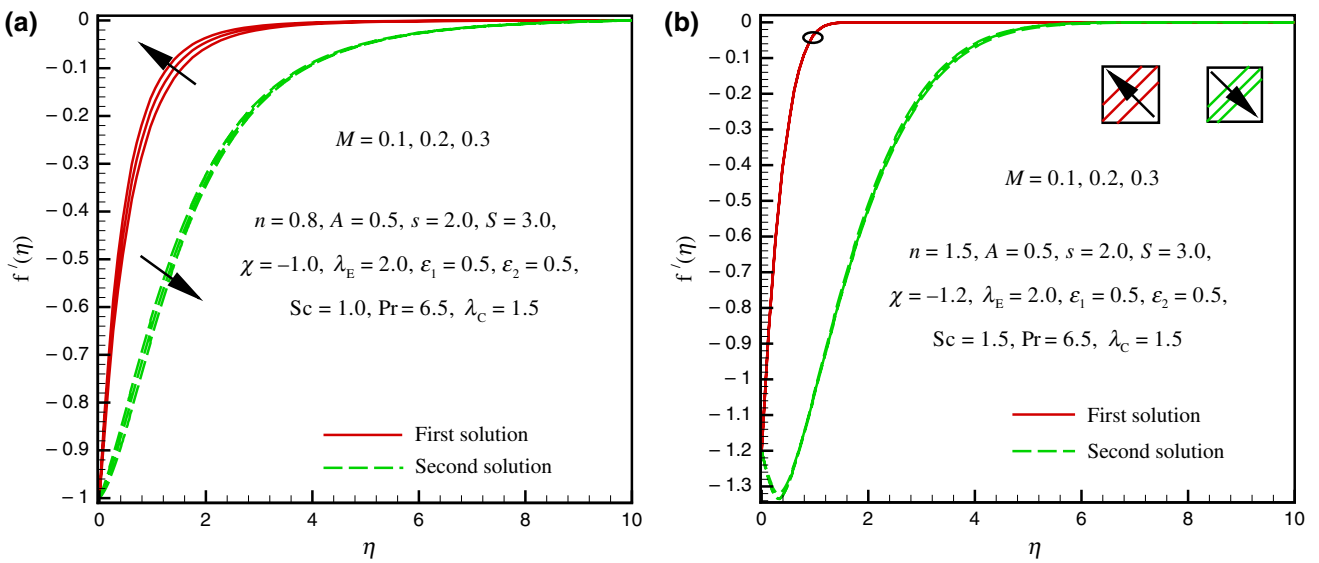 (a)
f ′(η)
0
– 0.1
– 0.2
– 0.3
– 0.4
– 0.5
– 0.6
– 0.7
– 0.8
– 0.9
– 1
M = 0.1, 0.2, 0.3
n = 0.8, A = 0.5, s = 2.0, S = 3.0,
χ = –1.0, λ_E = 2.0, ε₁ = 0.5, ε₂ = 0.5,
Sc = 1.0, Pr = 6.5, λ_C = 1.5
First solution
Second solution
0 2 4 6 8 10
η
(b)
f ′(η)
0
– 0.1
– 0.2
– 0.3
– 0.4
– 0.5
– 0.6
– 0.7
– 0.8
– 0.9
– 1
– 1.1
– 1.2
– 1.3
M = 0.1, 0.2, 0.3
n = 1.5, A = 0.5, s = 2.0, S = 3.0,
χ = –1.2, λ_E = 2.0, ε₁ = 0.5, ε₂ = 0.5,
Sc = 1.5, Pr = 6.5, λ_C = 1.5
First solution
Second solution
0 2 4 6 8 10
η